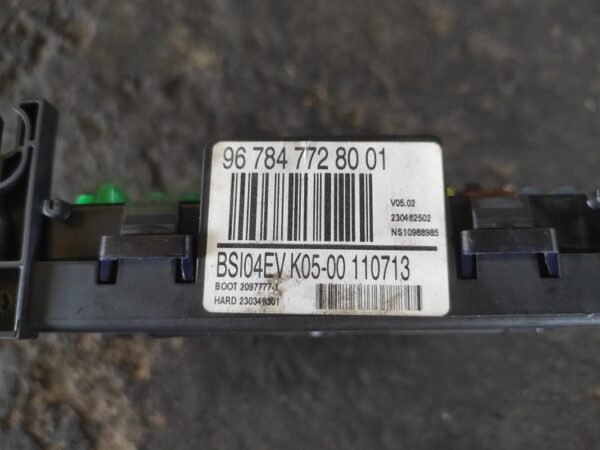 96 784 772 80 01
V05.02
230482502
NS10988985
BSI04EV K05-00 110713
BOOT 2097777-1
HARD 230349301